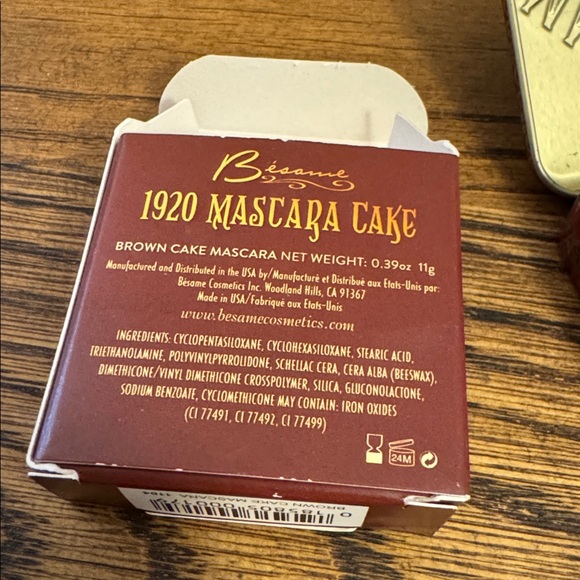 Bésame
1920 MASCARA CAKE
BROWN CAKE MASCARA NET WEIGHT: 0.39oz 11g
Manufactured and Distributed in the USA by/Manufacturé et Distribué aux Etats-Unis par:
Bésame Cosmetics Inc. Woodland Hills, CA 91367
Made in USA/Fabriqué aux Etats-Unis
www.besamecosmetics.com
INGREDIENTS: CYCLOPENTASILOXANE, CYCLOHEXASILOXANE, STEARIC ACID,
TRIETHANOLAMINE, POLYVINYLPYRROLIDONE, SCHELLAC CERA, CERA ALBA (BEESWAX),
DIMETHICONE/VINYL DIMETHICONE CROSSPOLYMER, SILICA, GLUCONOLACTONE,
SODIUM BENZOATE, CYCLOMETHICONE MAY CONTAIN: IRON OXIDES
(CI 77491, CI 77492, CI 77499)
24M
BROWN CAKE MASCARA